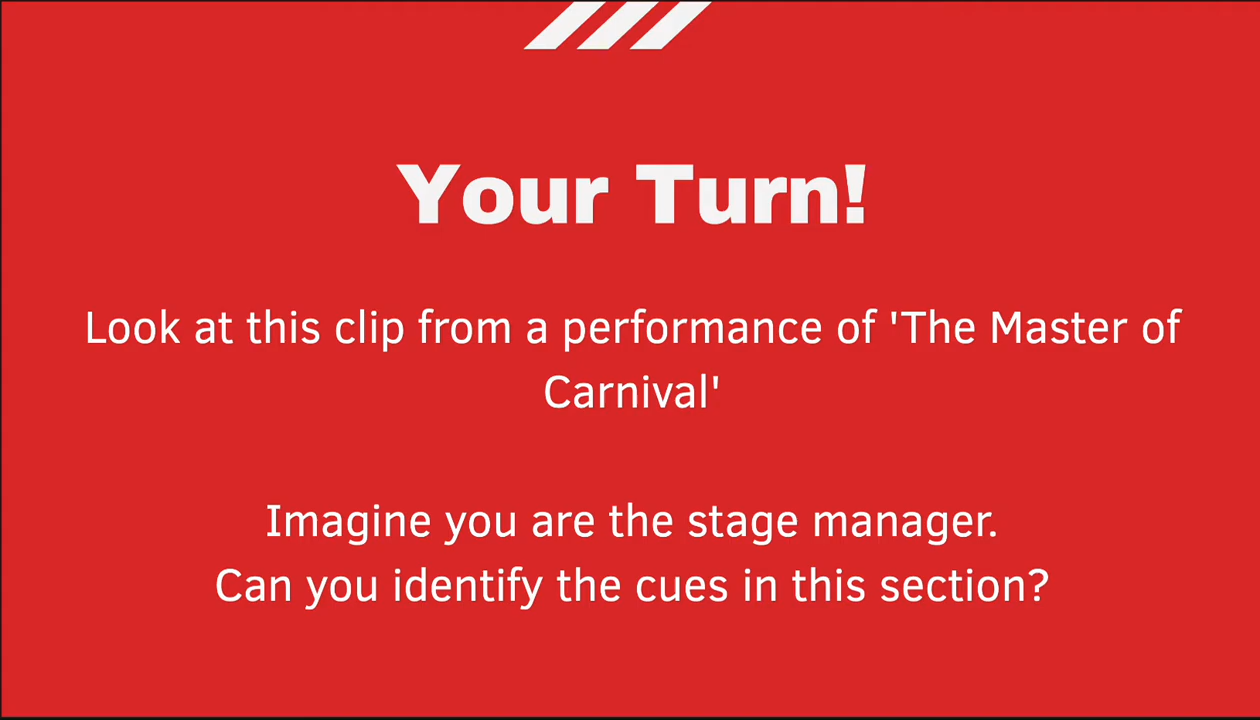 Your Turn!
Look at this clip from a performance of 'The Master of
Carnival'
Imagine you are the stage manager.
Can you identify the cues in this section?